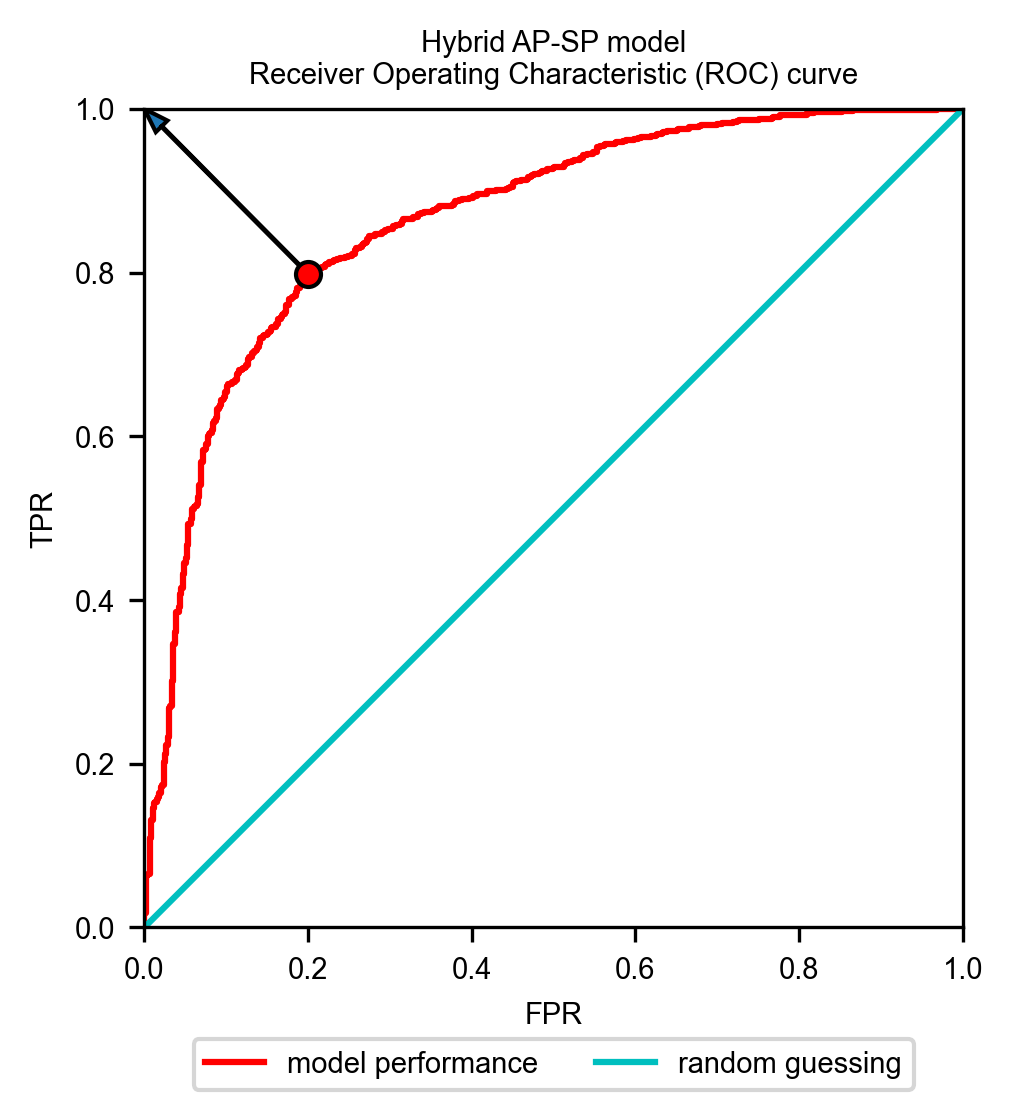 Hybrid AP-SP model
Receiver Operating Characteristic (ROC) curve
1.0
0.8
0.6
0.4
0.2
0.0
TPR
0.0 0.2 0.4 0.6 0.8 1.0
FPR
model performance random guessing